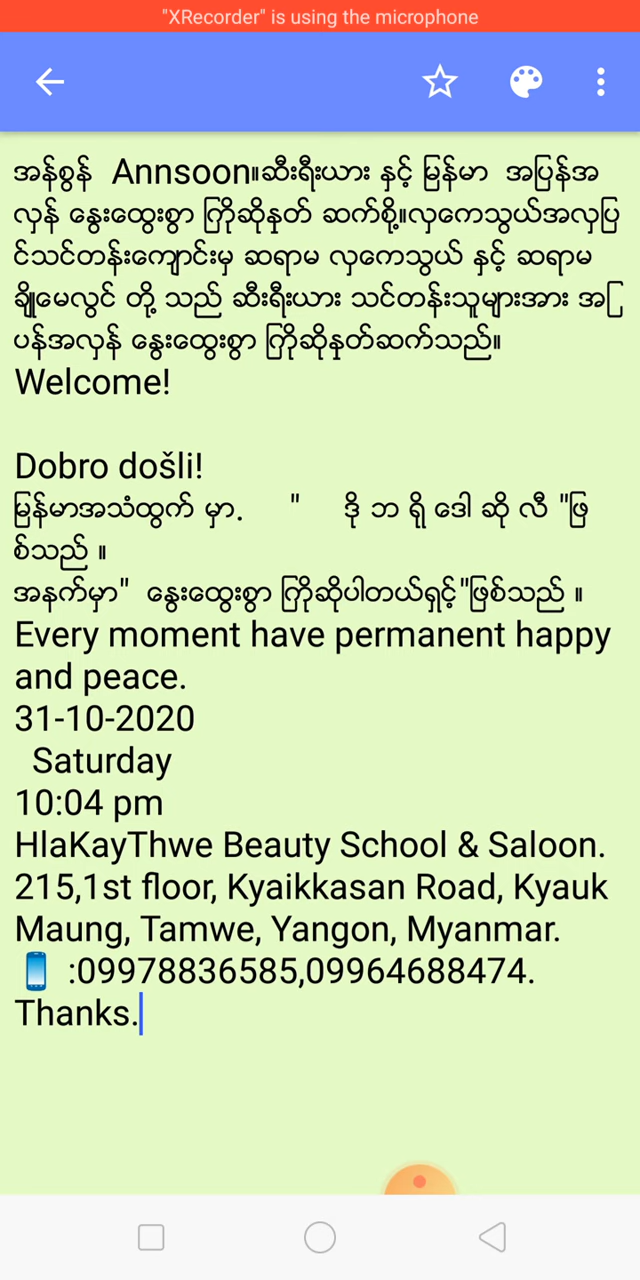 "XRecorder" is using the microphone
အန်စွန်  Annsoon။ဆီးရီးယား နှင့် မြန်မာ  အပြန်အ
လှန် နွေးထွေးစွာ ကြိုဆိုနှုတ် ဆက်စို့။လှကေသွယ်အလှပြ
င်သင်တန်းကျောင်းမှ ဆရာမ လှကေသွယ် နှင့် ဆရာမ
ချိုမေလွင် တို့ သည် ဆီးရီးယား သင်တန်းသူများအား အပြ
ပန်အလှန် နွေးထွေးစွာ ကြိုဆိုနှုတ်ဆက်သည်။
Welcome!
Dobro došli!
မြန်မာအသံထွက် မှာ.     "    ဒို ဘ ရို ဒေါ ဆို လီ "ဖြ
စ်သည် ။
အနက်မှာ"  နွေးထွေးစွာ ကြိုဆိုပါတယ်ရှင့်"ဖြစ်သည် ။
Every moment have permanent happy
and peace.
31-10-2020
Saturday
10:04 pm
HlaKayThwe Beauty School & Saloon.
215,1st floor, Kyaikkasan Road, Kyauk
Maung, Tamwe, Yangon, Myanmar.
📱 :09978836585,09964688474.
Thanks.